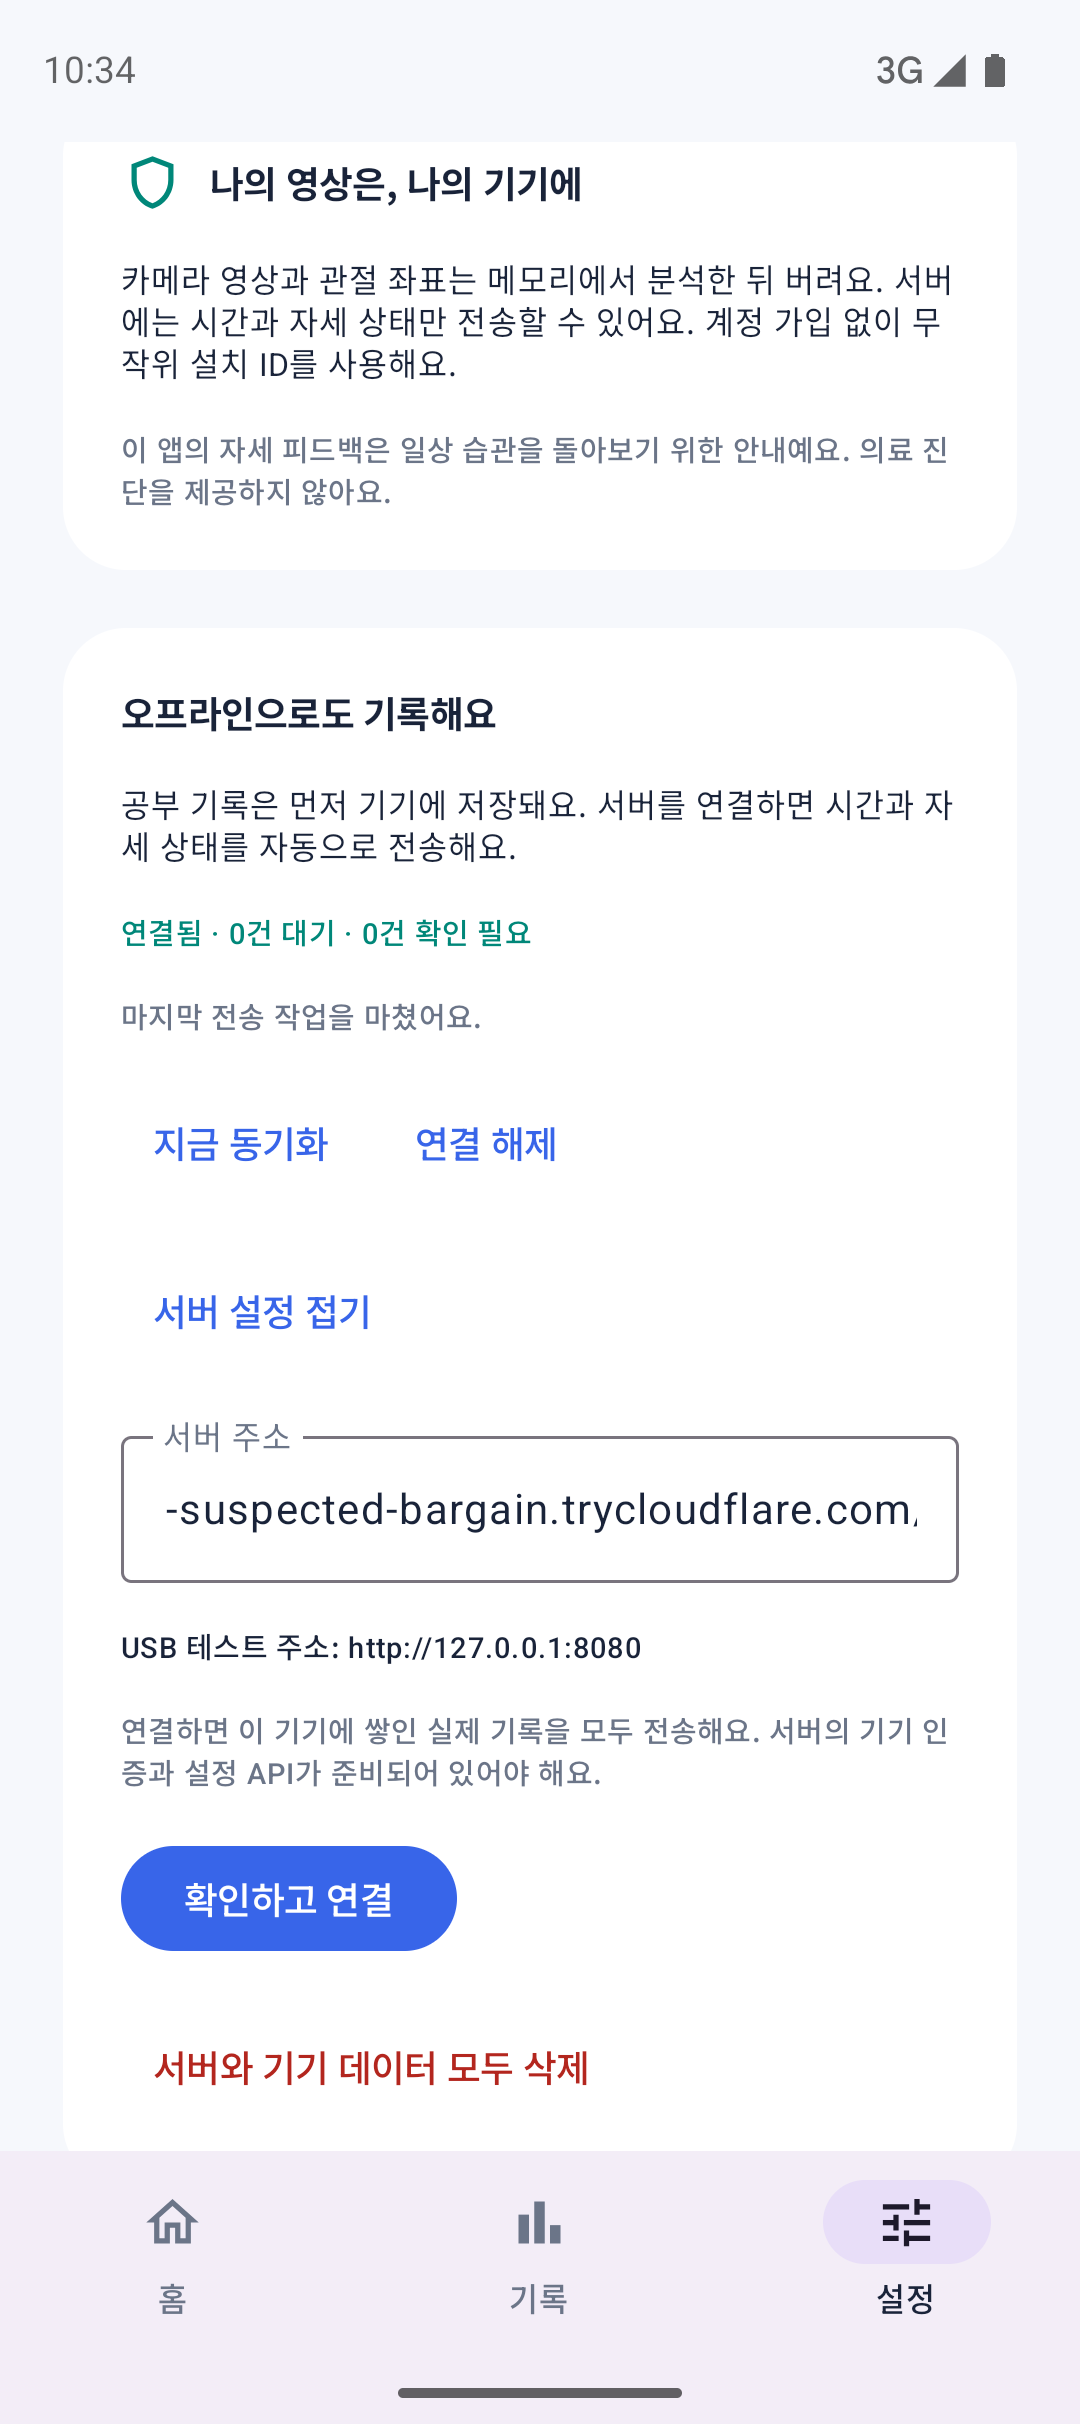 10:34
3G
나의 영상은, 나의 기기에
카메라 영상과 관절 좌표는 메모리에서 분석한 뒤 버려요. 서버
에는 시간과 자세 상태만 전송할 수 있어요. 계정 가입 없이 무
작위 설치 ID를 사용해요.
이 앱의 자세 피드백은 일상 습관을 돌아보기 위한 안내예요. 의료 진
단을 제공하지 않아요.
오프라인으로도 기록해요
공부 기록은 먼저 기기에 저장돼요. 서버를 연결하면 시간과 자
세 상태를 자동으로 전송해요.
연결됨 · 0건 대기 · 0건 확인 필요
마지막 전송 작업을 마쳤어요.
지금 동기화 연결 해제
서버 설정 접기
서버 주소
-suspected-bargain.trycloudflare.com/
USB 테스트 주소: http://127.0.0.1:8080
연결하면 이 기기에 쌓인 실제 기록을 모두 전송해요. 서버의 기기 인
증과 설정 API가 준비되어 있어야 해요.
확인하고 연결
서버와 기기 데이터 모두 삭제
홈 기록 설정